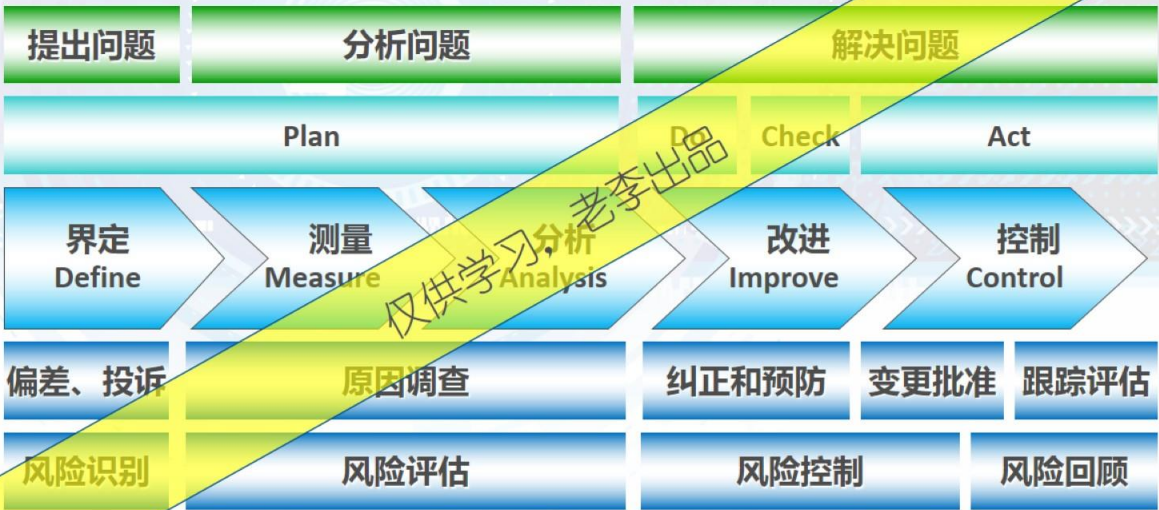 提出问题 分析问题 解决问题
Plan Do Check Act
界定 测量 分析 改进 控制
Define Measure Analysis Improve Control
偏差、投诉 原因调查 纠正和预防 变更批准 跟踪评估
风险识别 风险评估 风险控制 风险回顾
仅供学习，老李出品